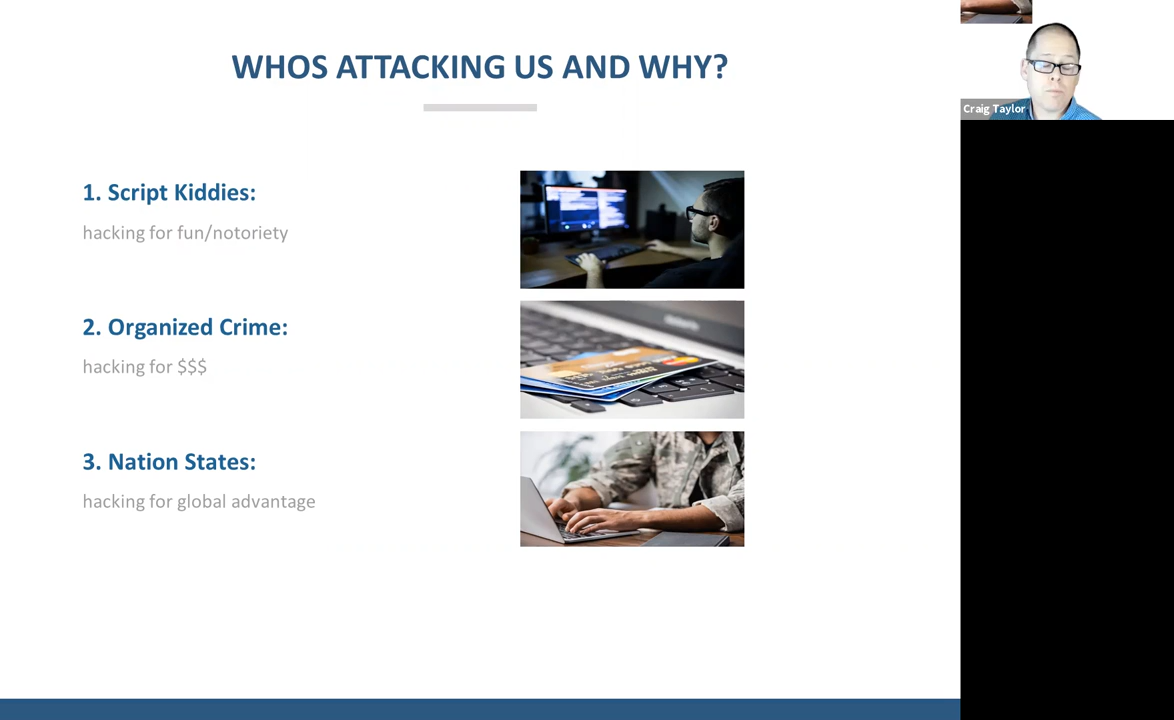 WHOS ATTACKING US AND WHY?
Craig Taylor
1. Script Kiddies:
hacking for fun/notoriety
2. Organized Crime:
hacking for $$$
3. Nation States:
hacking for global advantage